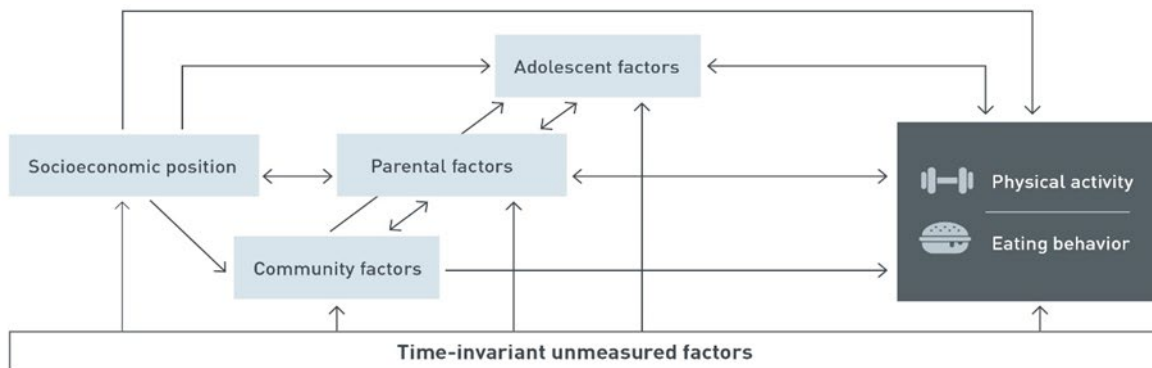 Adolescent factors
Socioeconomic position
Parental factors
Physical activity
Eating behavior
Community factors
Time-invariant unmeasured factors